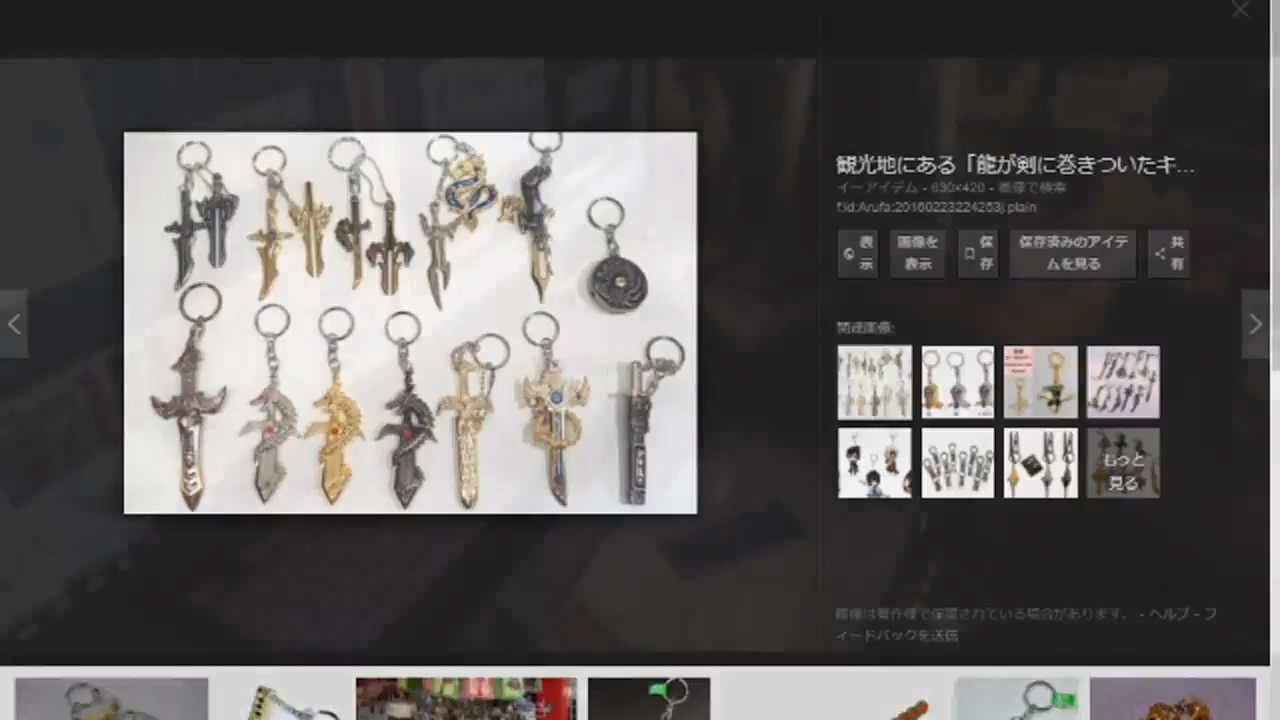 観光地にある「龍が剣に巻きついたキ...
イーアイテム - 630×420 - 画像で検索
f:id:Arufa:20160223224263j:plain
表示
画像を表示
保存
保存済みのアイテムを見る
共有
関連画像:
もっと見る
画像は著作権で保護されている場合があります。 - ヘルプ - フ
ィードバックを送信